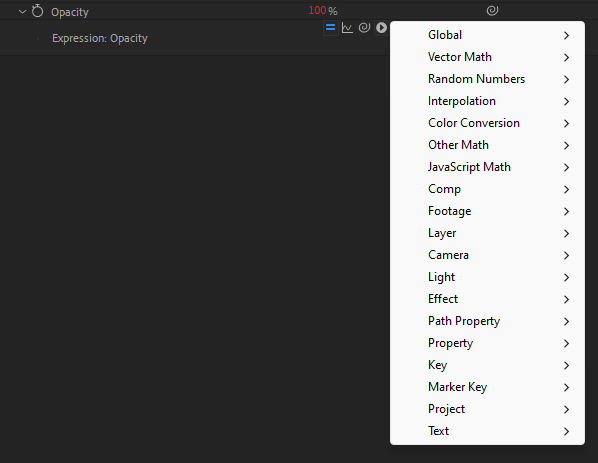 Opacity 100%
Expression: Opacity
Global
Vector Math
Random Numbers
Interpolation
Color Conversion
Other Math
JavaScript Math
Comp
Footage
Layer
Camera
Light
Effect
Path Property
Property
Key
Marker Key
Project
Text